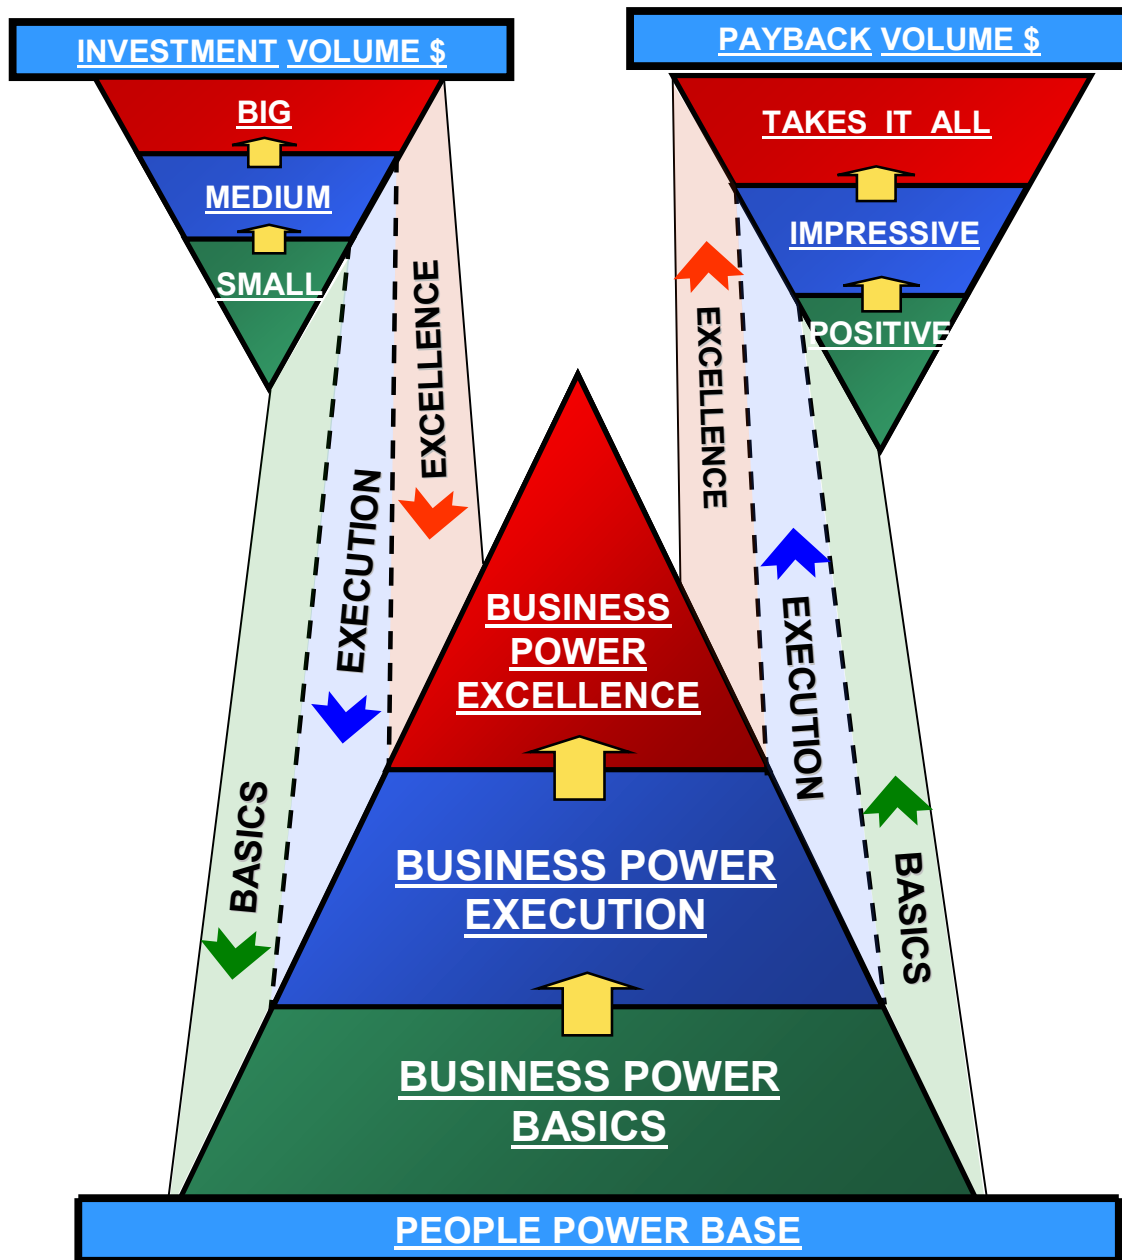 INVESTMENT VOLUME $
PAYBACK VOLUME $
BIG
MEDIUM
SMALL
TAKES IT ALL
IMPRESSIVE
POSITIVE
EXCELLENCE
EXECUTION
BASICS
EXCELLENCE
EXECUTION
BASICS
BUSINESS
POWER
EXCELLENCE
BUSINESS POWER
EXECUTION
BUSINESS POWER
BASICS
PEOPLE POWER BASE